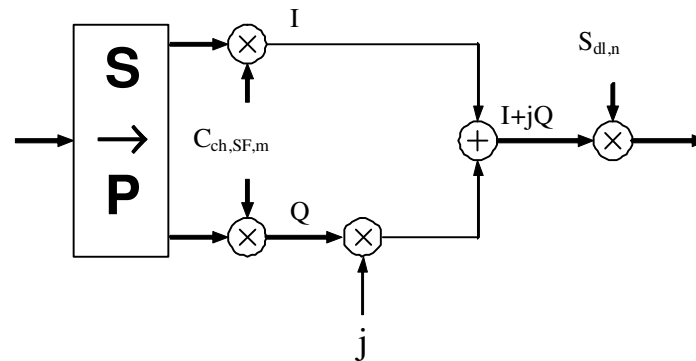 I
S_dl,n
S
→
P
C_ch,SF,m
I+jQ
Q
j